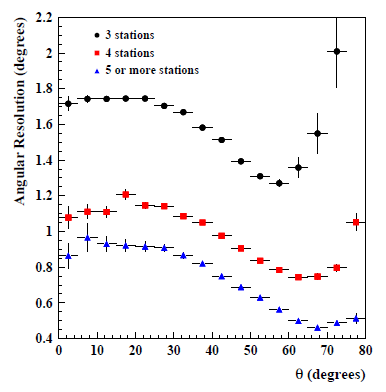 Angular Resolution (degrees)
2.2
2
1.8
1.6
1.4
1.2
1
0.8
0.6
0.4
3 stations
4 stations
5 or more stations
0 10 20 30 40 50 60 70 80
θ (degrees)